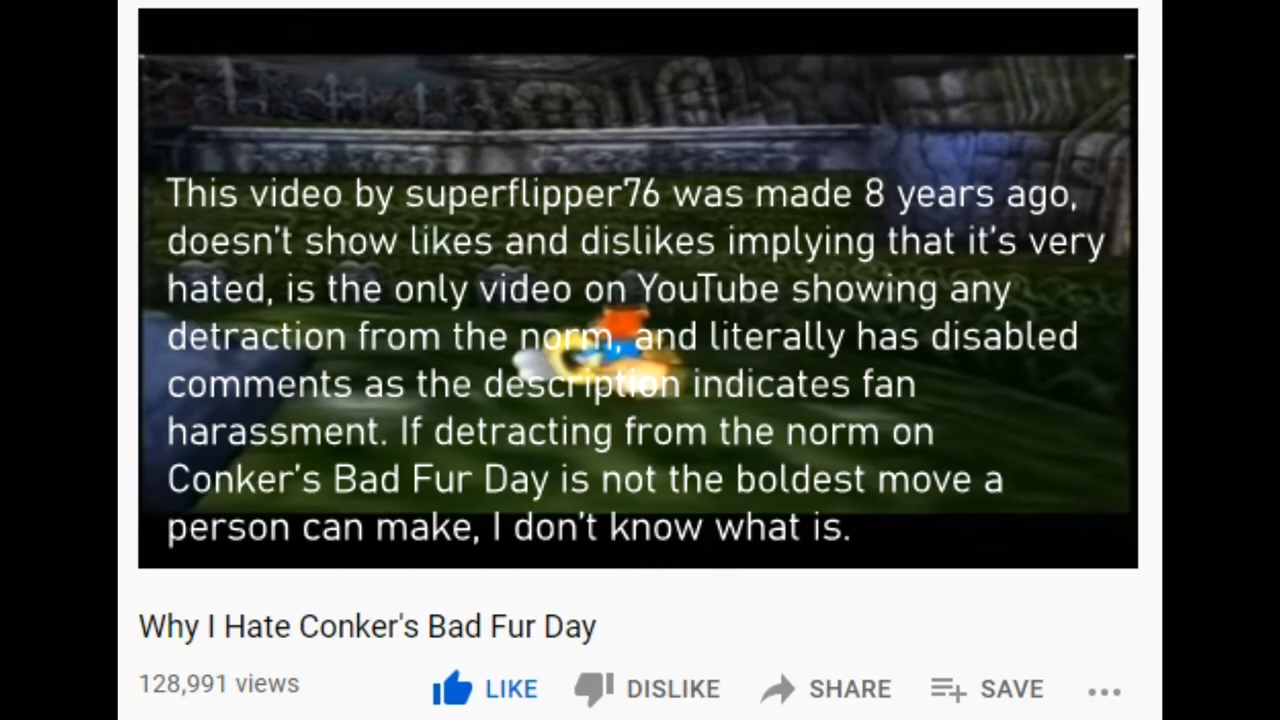 This video by superflipper76 was made 8 years ago,
doesn't show likes and dislikes implying that it's very
hated, is the only video on YouTube showing any
detraction from the norm, and literally has disabled
comments as the description indicates fan
harassment. If detracting from the norm on
Conker's Bad Fur Day is not the boldest move a
person can make, I don't know what is.
Why I Hate Conker's Bad Fur Day
128,991 views LIKE DISLIKE SHARE SAVE